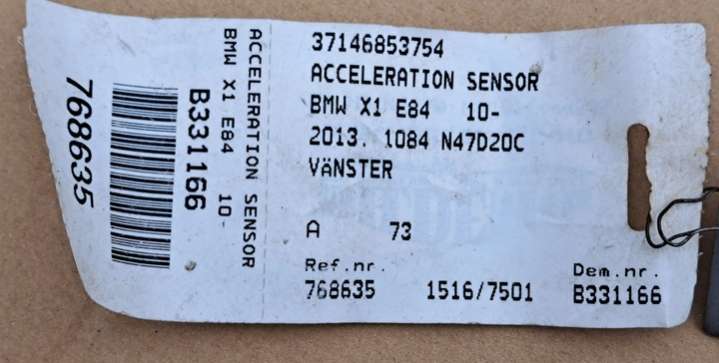 768635
B331166
BMW X1 E84 10-
ACCELERATION SENSOR
37146853754
ACCELERATION SENSOR
BMW X1 E84 10-
2013. 1084 N47D20C
VÄNSTER
A 73
Ref.nr. Dem.nr.
768635 1516/7501 B331166